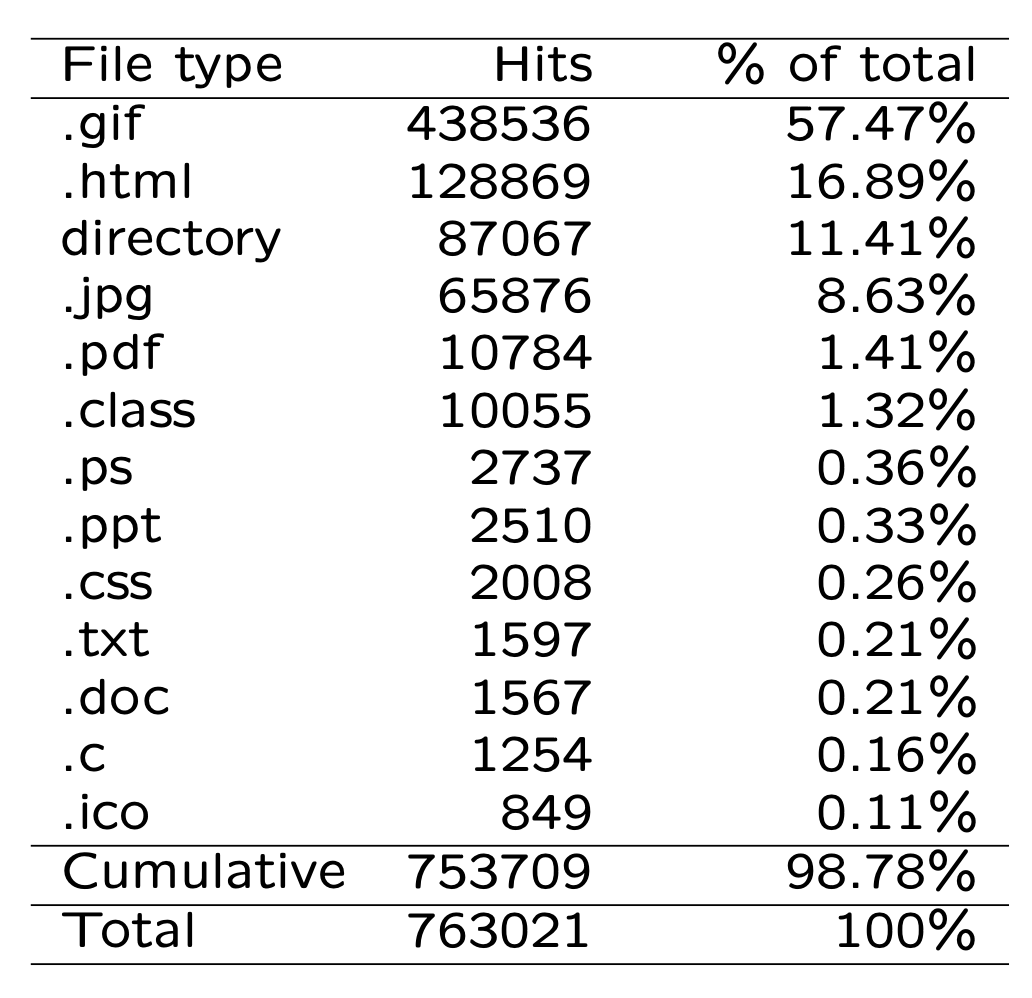 File type Hits % of total
.gif 438536 57.47%
.html 128869 16.89%
directory 87067 11.41%
.jpg 65876 8.63%
.pdf 10784 1.41%
.class 10055 1.32%
.ps 2737 0.36%
.ppt 2510 0.33%
.css 2008 0.26%
.txt 1597 0.21%
.doc 1567 0.21%
.c 1254 0.16%
.ico 849 0.11%
Cumulative 753709 98.78%
Total 763021 100%